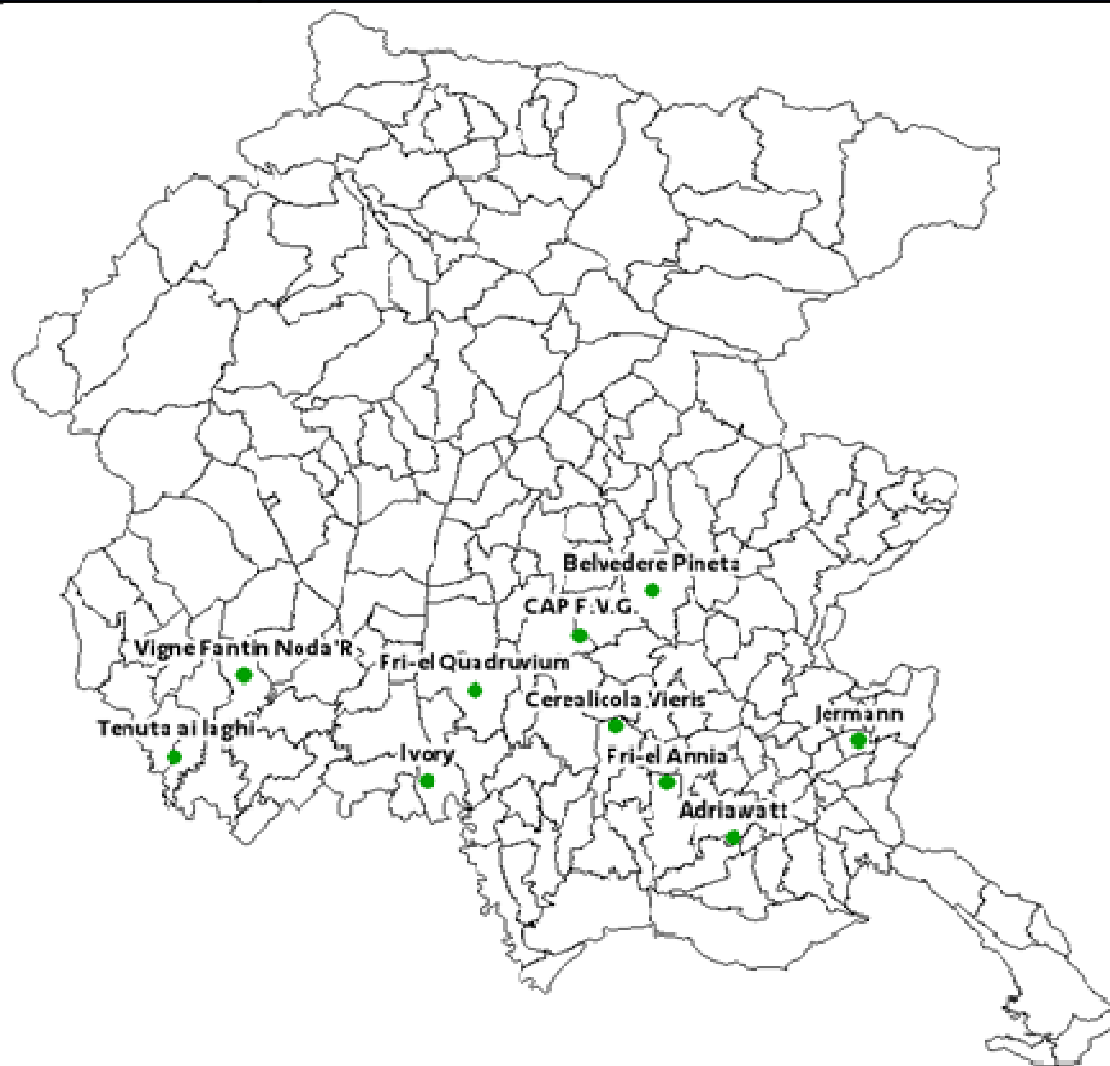 Belvedere Pineta
CAP F.V.G.
Vigne Fantin Noda'R
Fri-el Quadruvium
Cerealicola Vieris
Jermann
Tenuta ai laghi
Ivory
Fri-el Annia
Adriawatt